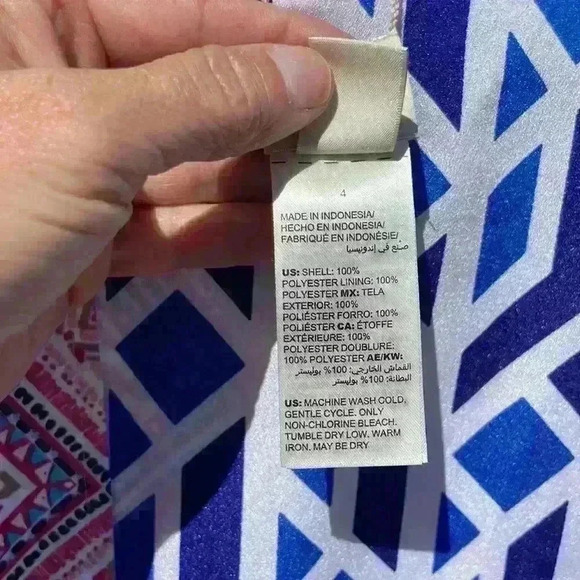 4
MADE IN INDONESIA/
HECHO EN INDONESIA/
FABRIQUÉ EN INDONÉSIE/
صنع في إندونيسيا
US: SHELL: 100%
POLYESTER LINING: 100%
POLYESTER MX: TELA
EXTERIOR: 100%
POLIÉSTER FORRO: 100%
POLIÉSTER CA: ÉTOFFE
EXTÉRIEURE: 100%
POLYESTER DOUBLURE:
100% POLYESTER AE/KW:
القماش الخارجي: 100% بوليستر
البطانة: 100% بوليستر
US: MACHINE WASH COLD,
GENTLE CYCLE. ONLY
NON-CHLORINE BLEACH.
TUMBLE DRY LOW. WARM
IRON. MAY BE DRY